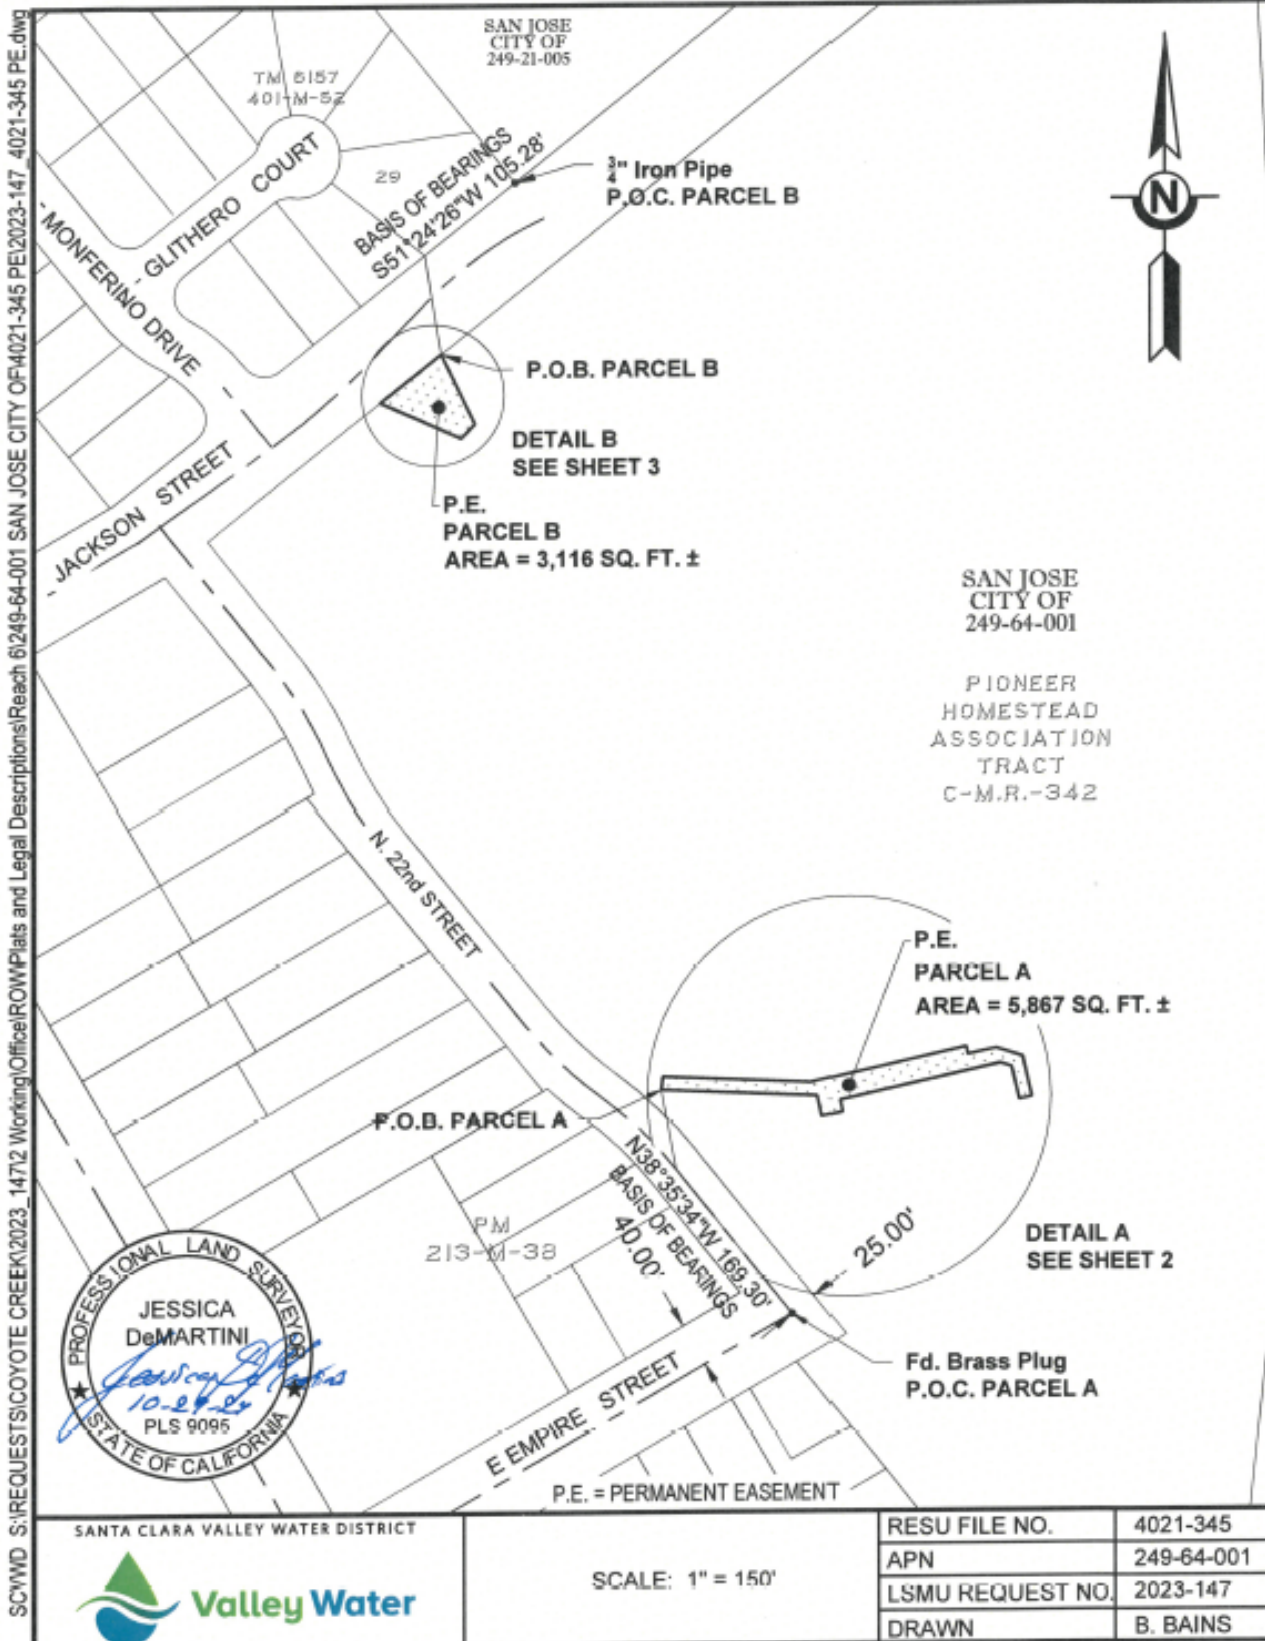 SCVWD S:\REQUESTS\COYOTE CREEK\2023_147\2 Working\Office\ROW\Plats and Legal Descriptions\Reach 6\249-64-001 SAN JOSE CITY OF\4021-345 PE\2023-147_4021-345 PE.dwg
SAN JOSE
CITY OF
249-21-005
TM 6157
401-M-52
GLITHERO COURT
29
BASIS OF BEARINGS
S51°24'26"W 105.28'
3/4" Iron Pipe
P.O.C. PARCEL B
N
MONFERINO DRIVE
P.O.B. PARCEL B
DETAIL B
SEE SHEET 3
JACKSON STREET
P.E.
PARCEL B
AREA = 3,116 SQ. FT. ±
SAN JOSE
CITY OF
249-64-001
PIONEER
HOMESTEAD
ASSOCIATION
TRACT
C-M.R.-342
N. 22nd STREET
P.E.
PARCEL A
AREA = 5,867 SQ. FT. ±
P.O.B. PARCEL A
N38°35'34"W 169.30'
BASIS OF BEARINGS
40.00'
25.00'
PM
213-M-38
DETAIL A
SEE SHEET 2
PROFESSIONAL LAND SURVEYOR
JESSICA
DeMARTINI
10-29-24
PLS 9095
STATE OF CALIFORNIA
Fd. Brass Plug
P.O.C. PARCEL A
E EMPIRE STREET
P.E. = PERMANENT EASEMENT
SANTA CLARA VALLEY WATER DISTRICT
Valley Water
SCALE: 1" = 150'
RESU FILE NO. 4021-345
APN 249-64-001
LSMU REQUEST NO. 2023-147
DRAWN B. BAINS